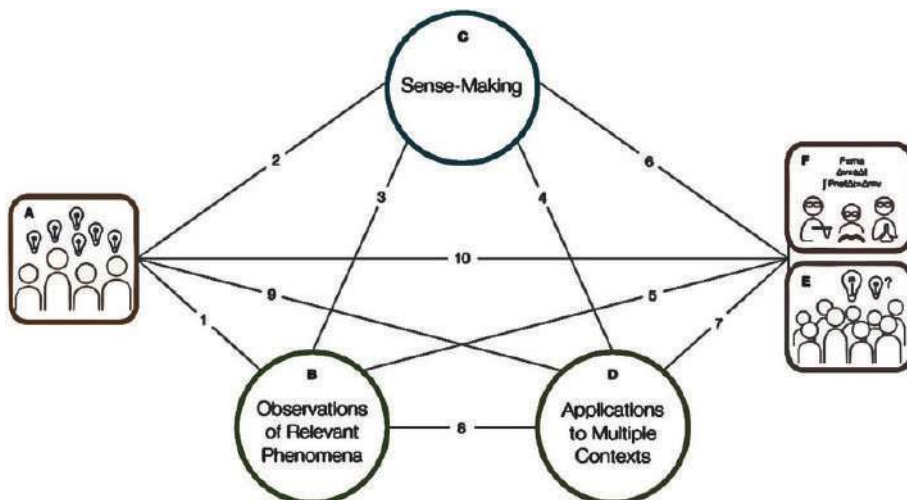 C
Sense-Making
2
6
3
4
A
F
10
E
?
9
5
1
7
B
Observations
of Relevant
Phenomena
8
D
Applications
to Multiple
Contexts